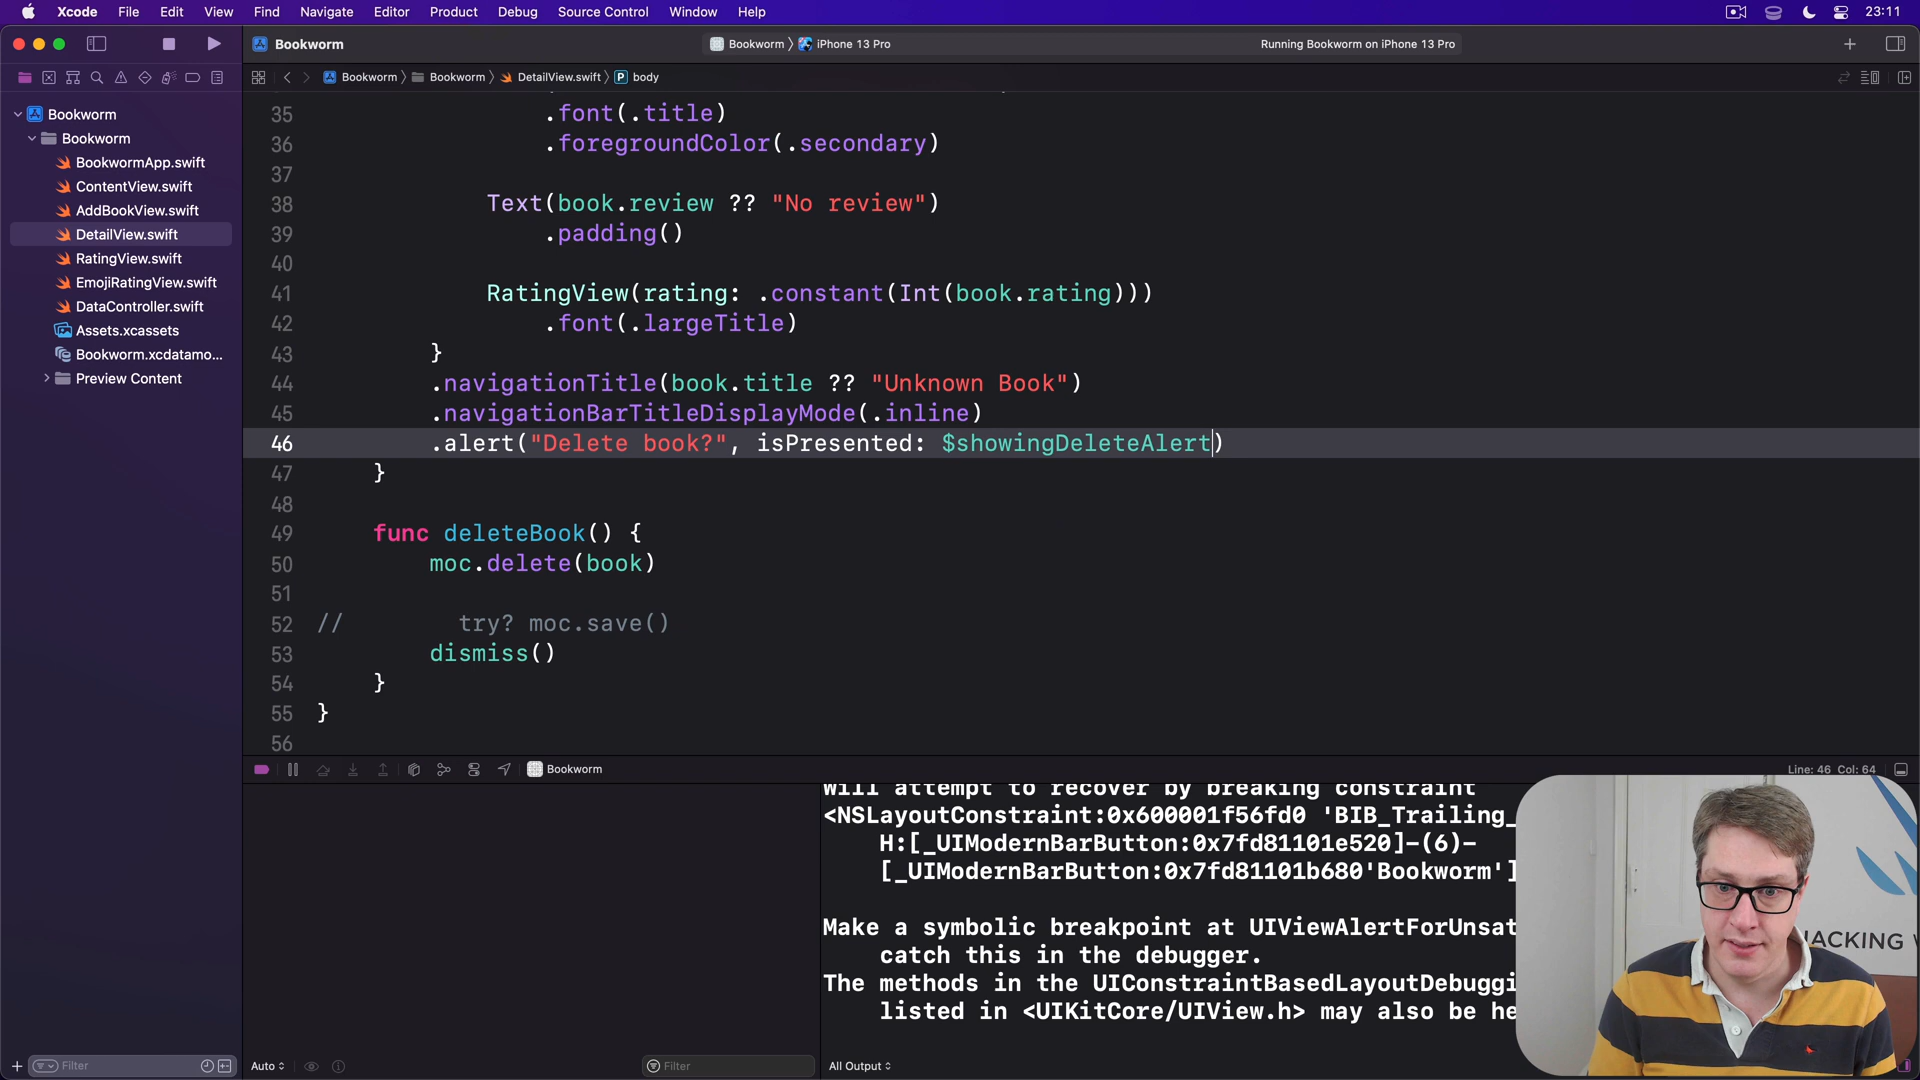 Xcode File Edit View Find Navigate Editor Product Debug Source Control Window Help 23:11
Bookworm
Bookworm iPhone 13 Pro
Running Bookworm on iPhone 13 Pro
Bookworm Bookworm DetailView.swift P body
Bookworm
Bookworm
BookwormApp.swift
ContentView.swift
AddBookView.swift
DetailView.swift
RatingView.swift
EmojiRatingView.swift
DataController.swift
Assets.xcassets
Bookworm.xcdatamo...
Preview Content
35 .font(.title)
36 .foregroundColor(.secondary)
37
38 Text(book.review ?? "No review")
39 .padding()
40
41 RatingView(rating: .constant(Int(book.rating)))
42 .font(.largeTitle)
43 }
44 .navigationTitle(book.title ?? "Unknown Book")
45 .navigationBarTitleDisplayMode(.inline)
46 .alert("Delete book?", isPresented: $showingDeleteAlert)
47 }
48
49 func deleteBook() {
50 moc.delete(book)
51
52 // try? moc.save()
53 dismiss()
54 }
55 }
56
Bookworm
Line: 46 Col: 64
Will attempt to recover by breaking constraint
<NSLayoutConstraint:0x600001f56fd0 'BIB_Trailing_
H:[_UIModernBarButton:0x7fd81101e520]-(6)-
[_UIModernBarButton:0x7fd81101b680'Bookworm']
Make a symbolic breakpoint at UIViewAlertForUnsat
catch this in the debugger.
The methods in the UIConstraintBasedLayoutDebuggi
listed in <UIKitCore/UIView.h> may also be he
HACKING W
Filter
Auto
Filter
All Output